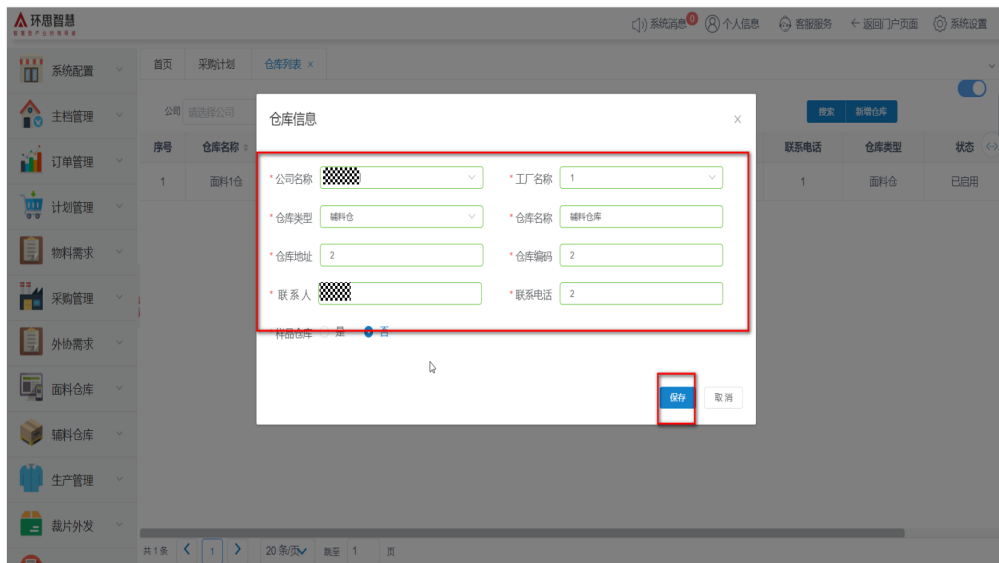 环思智慧
系统消息 0 个人信息 客服服务 返回门户页面 系统设置
系统配置
主档管理
订单管理
计划管理
物料需求
采购管理
外协需求
面料仓库
辅料仓库
生产管理
裁片外发
首页 采购计划 仓库列表 ×
公司 请选择公司 搜索 新增仓库
序号 仓库名称 联系电话 仓库类型 状态
1 面料1仓 1 面料仓 已启用
仓库信息
* 公司名称 * 工厂名称 1
* 仓库类型 辅料仓 * 仓库名称 辅料仓库
* 仓库地址 2 * 仓库编码 2
* 联系人 * 联系电话 2
样品仓库 是 否
保存 取消
共1条 1 20条/页 跳至 1 页